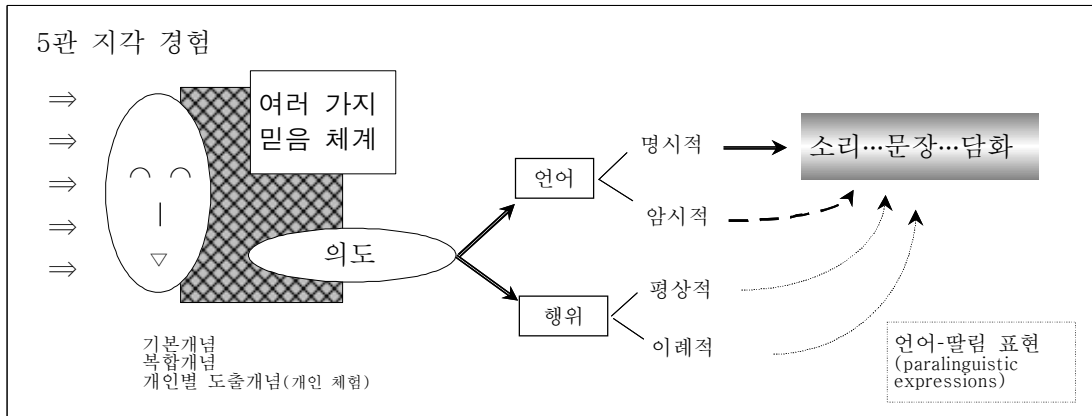 5관 지각 경험
여러 가지
믿음 체계
의도
언어
행위
명시적
암시적
평상적
이례적
소리…문장…담화
기본개념
복합개념
개인별 도출개념(개인 체험)
언어-딸림 표현
(paralinguistic
expressions)